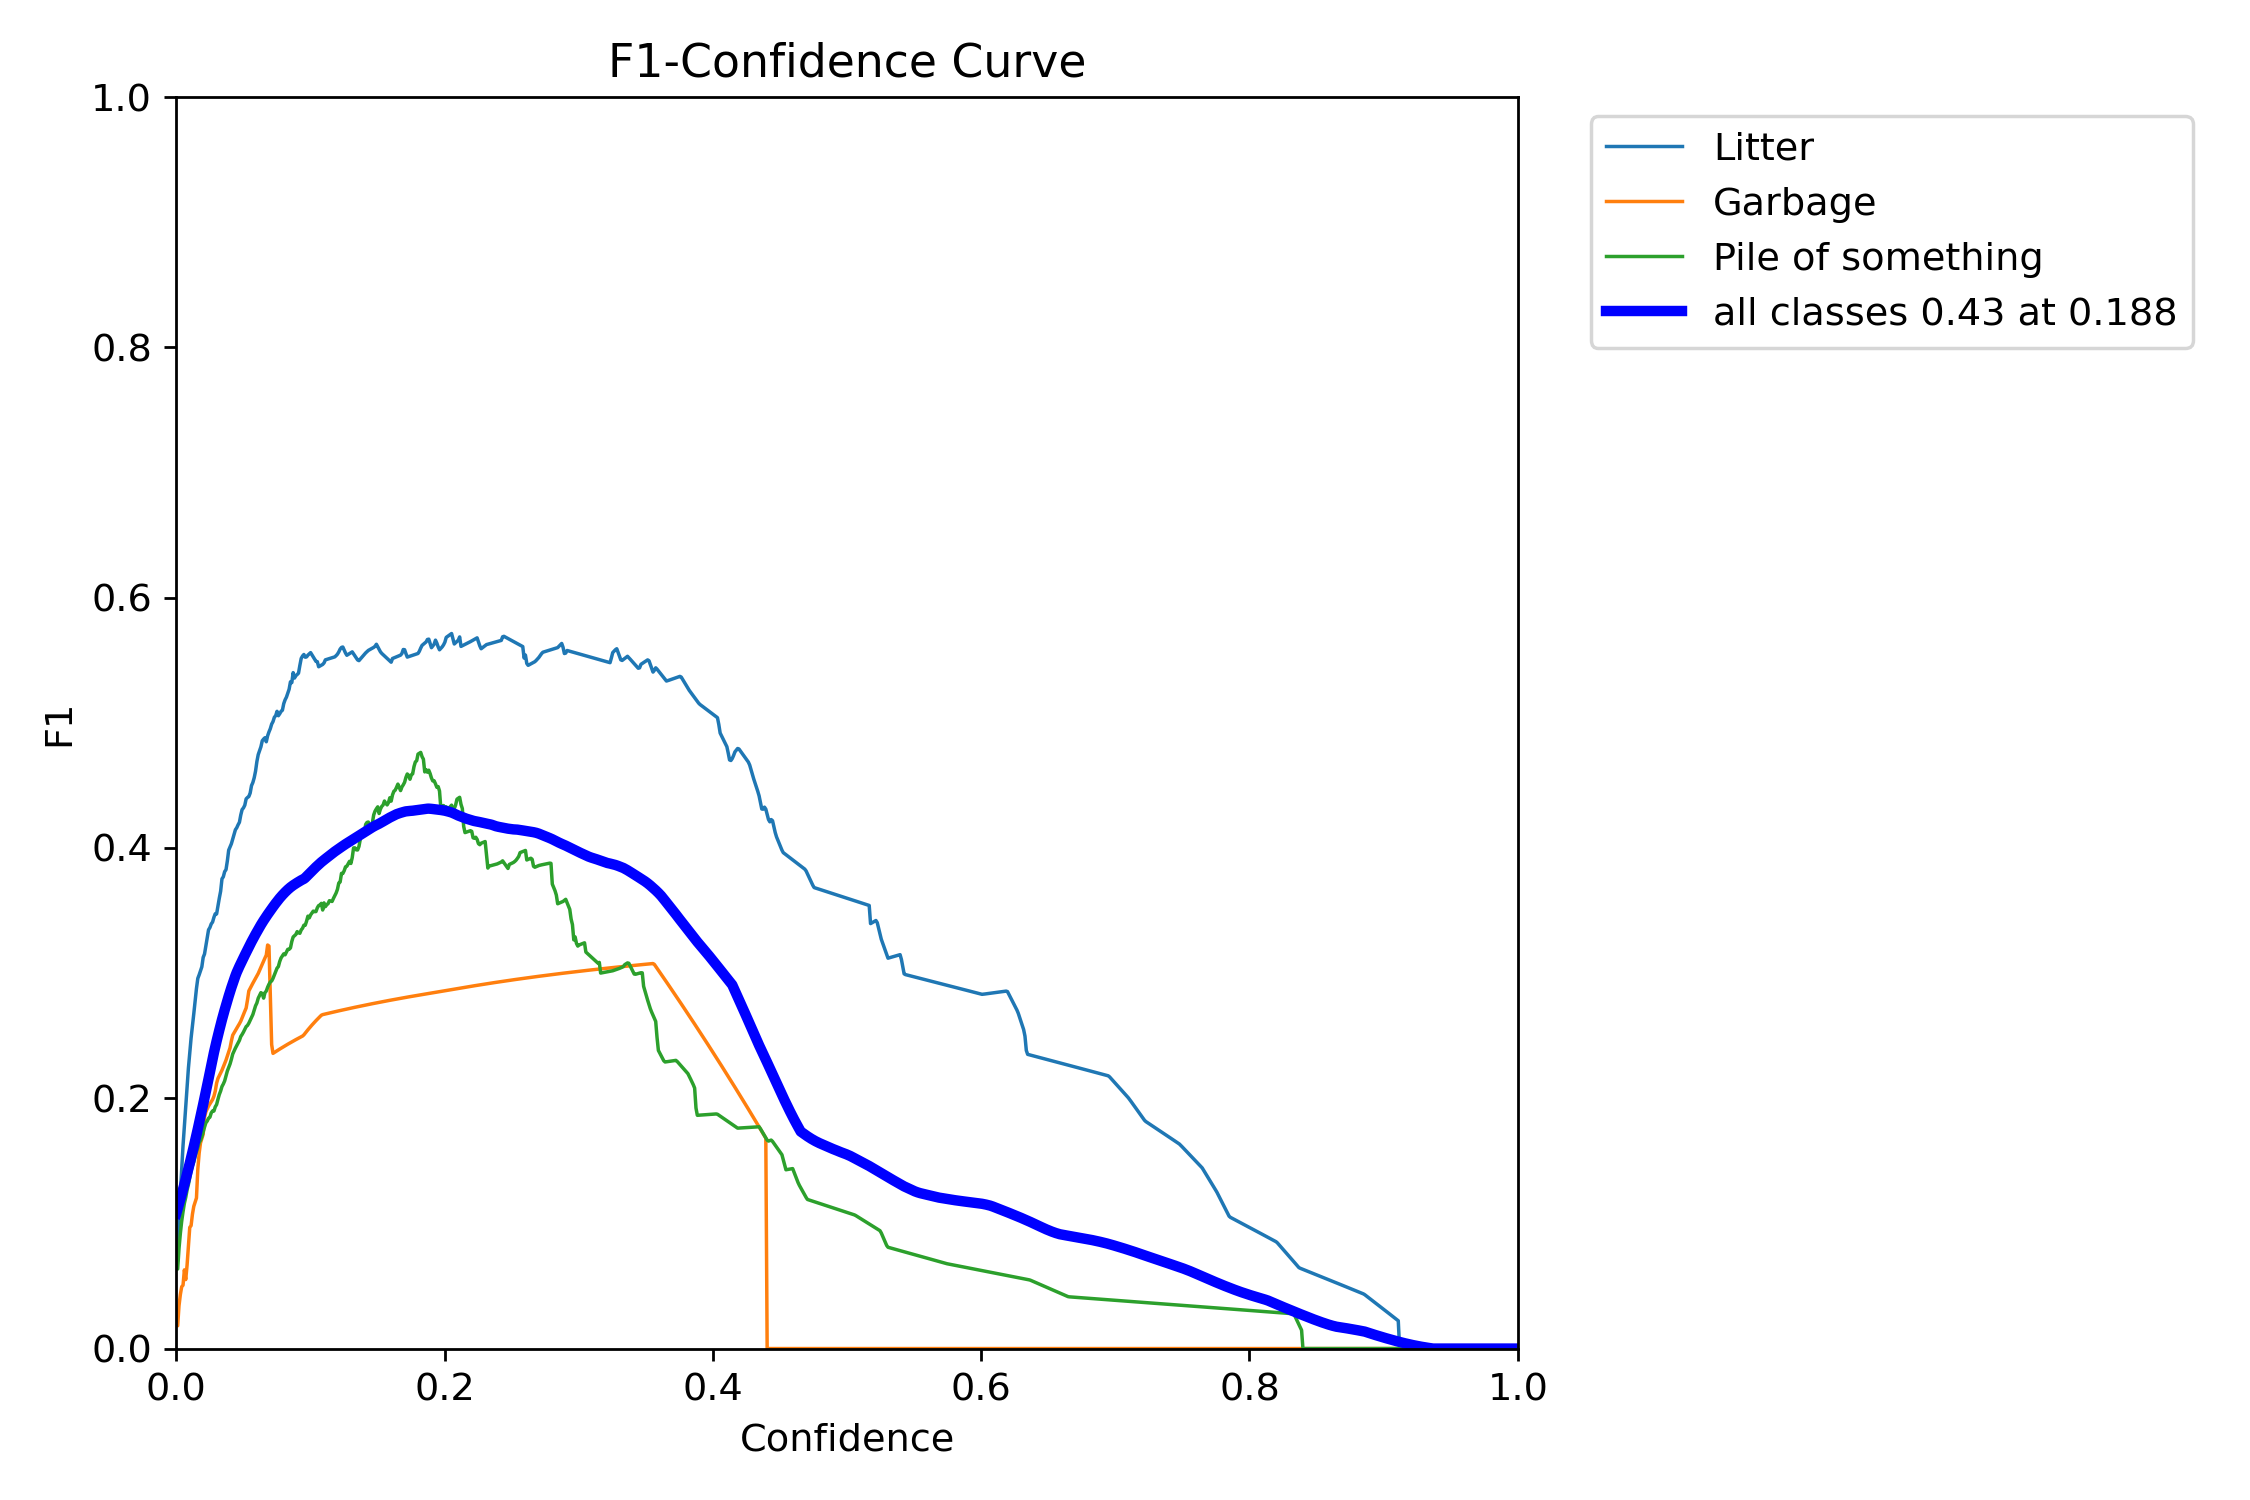 F1-Confidence Curve
1.0
0.8
0.6
0.4
0.2
0.0
F1
0.0 0.2 0.4 0.6 0.8 1.0
Confidence
Litter
Garbage
Pile of something
all classes 0.43 at 0.188